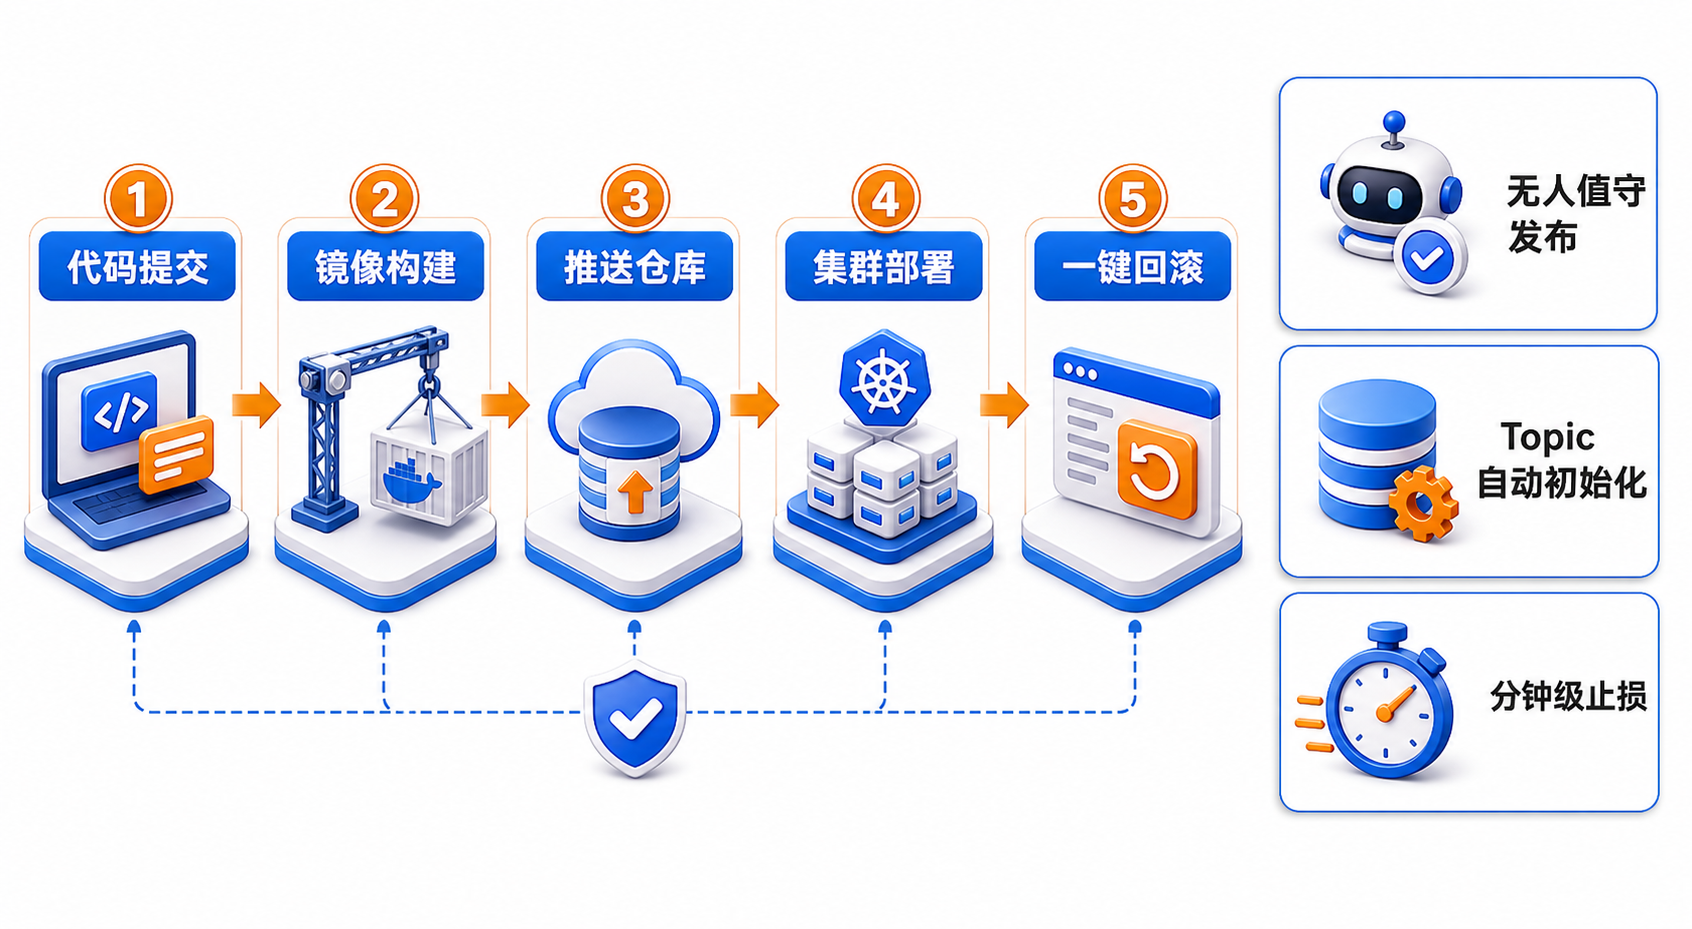 1
代码提交
2
镜像构建
3
推送仓库
4
集群部署
5
一键回滚
</>
无人值守
发布
Topic
自动初始化
分钟级止损